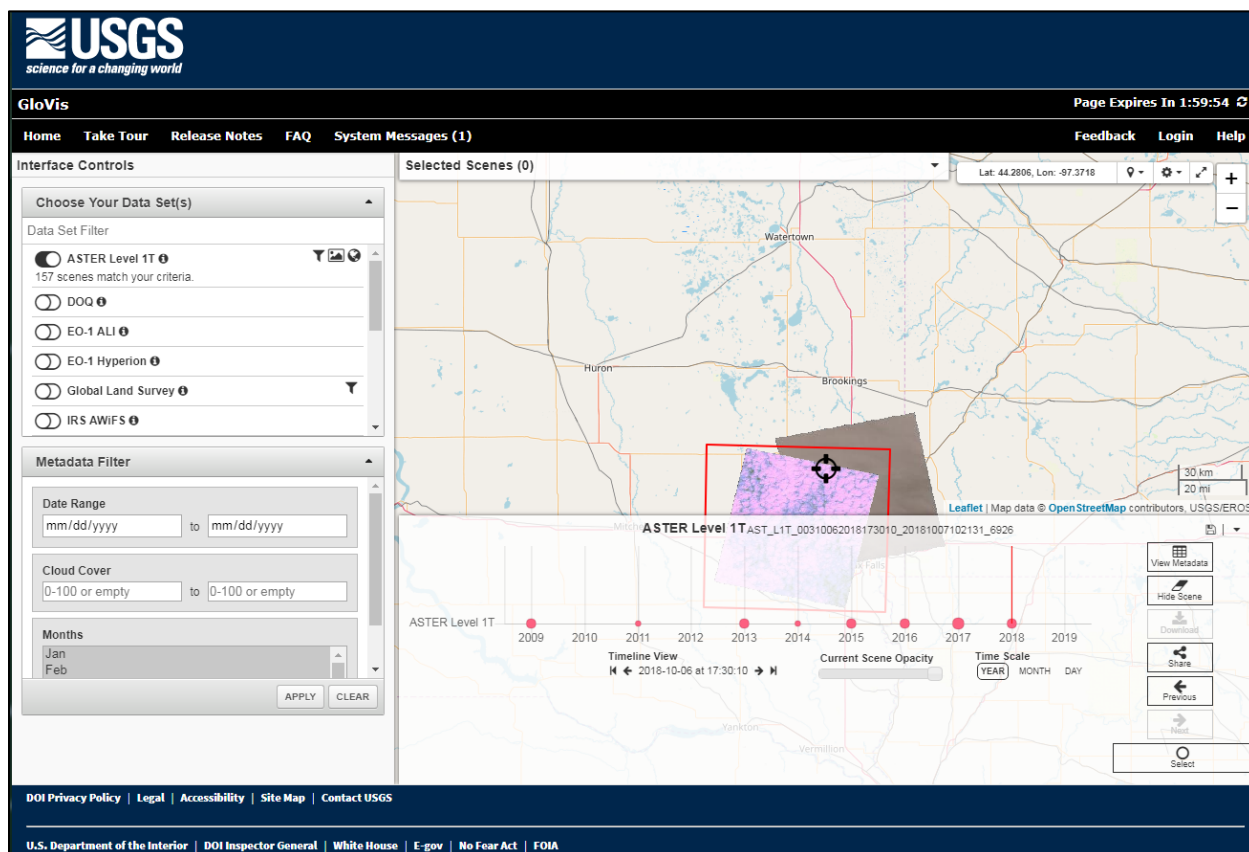 USGS
science for a changing world
GloVis
Page Expires In 1:59:54
Home Take Tour Release Notes FAQ System Messages (1) Feedback Login Help
Interface Controls
Selected Scenes (0)
Lat: 44.2806, Lon: -97.3718
+
−
Choose Your Data Set(s)
Data Set Filter
ASTER Level 1T
157 scenes match your criteria.
DOQ
EO-1 ALI
EO-1 Hyperion
Global Land Survey
IRS AWiFS
Watertown
Huron
Brookings
30 km
20 mi
Leaflet | Map data © OpenStreetMap contributors, USGS/EROS
Metadata Filter
Date Range
mm/dd/yyyy to mm/dd/yyyy
Cloud Cover
0-100 or empty to 0-100 or empty
Months
Jan
Feb
APPLY CLEAR
ASTER Level 1T AST_L1T_00310062018173010_20181007102131_6926
Falls
ASTER Level 1T
2009 2010 2011 2012 2013 2014 2015 2016 2017 2018 2019
Timeline View
2018-10-06 at 17:30:10
Current Scene Opacity
Time Scale
YEAR MONTH DAY
View Metadata
Hide Scene
Download
Share
Previous
Next
Select
Yankton
Vermillion
DOI Privacy Policy | Legal | Accessibility | Site Map | Contact USGS
U.S. Department of the Interior | DOI Inspector General | White House | E-gov | No Fear Act | FOIA